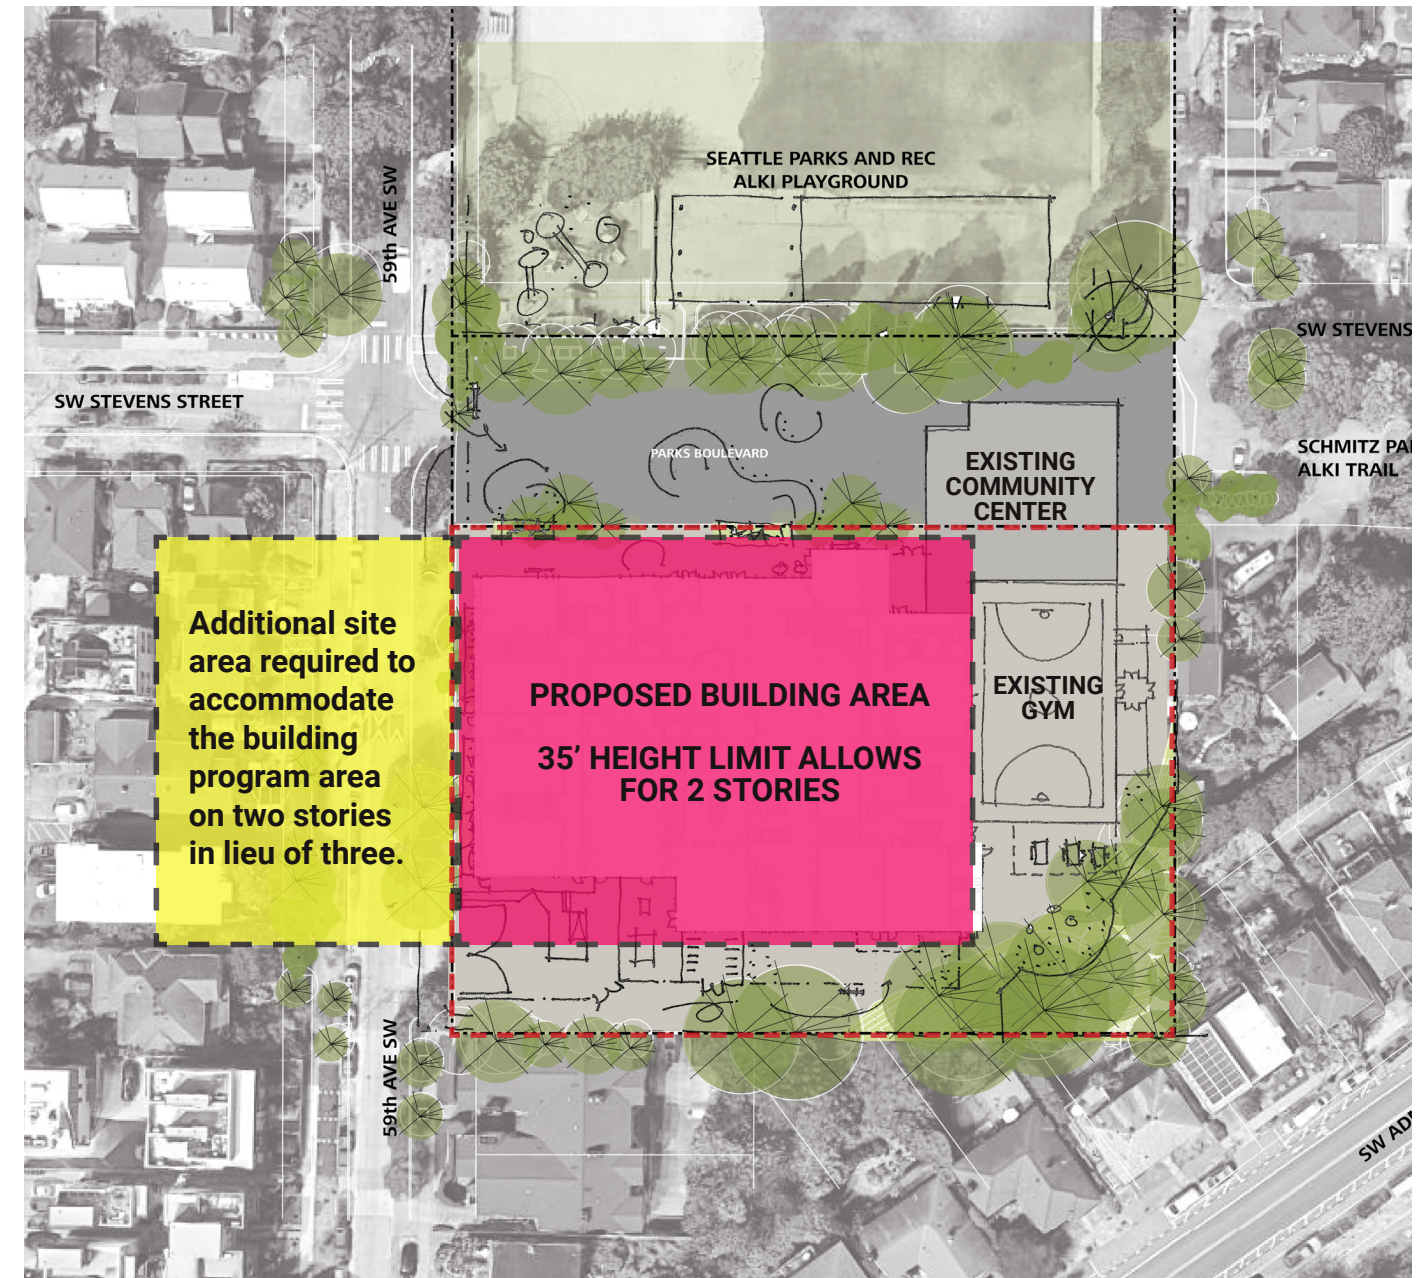 SEATTLE PARKS AND REC
ALKI PLAYGROUND
59th AVE SW
SW STEVENS
SW STEVENS STREET
PARKS BOULEVARD
SCHMITZ
ALKI TRAIL
EXISTING
COMMUNITY
CENTER
Additional site
area required to
accommodate
the building
program area
on two stories
in lieu of three.
PROPOSED BUILDING AREA
35’ HEIGHT LIMIT ALLOWS
FOR 2 STORIES
EXISTING
GYM
59th AVE SW
SW